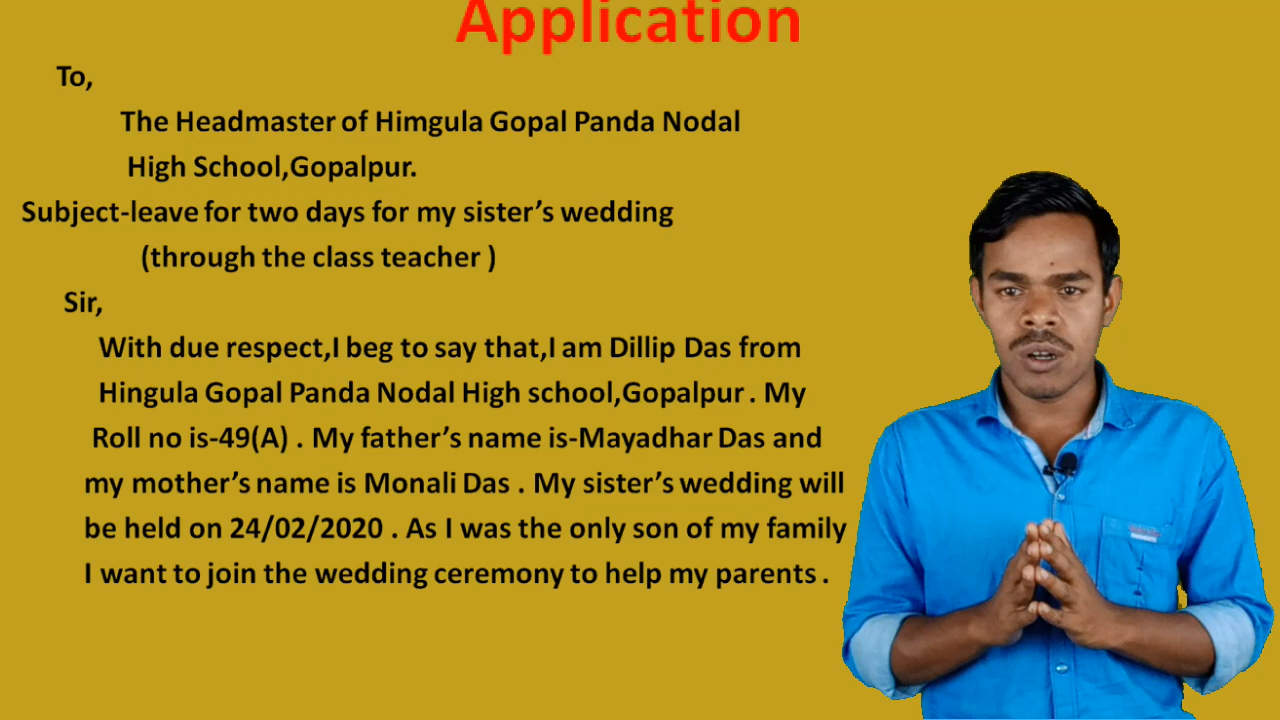 Application
To,
The Headmaster of Himgula Gopal Panda Nodal
High School,Gopalpur.
Subject-leave for two days for my sister’s wedding
(through the class teacher )
Sir,
With due respect,I beg to say that,I am Dillip Das from
Hingula Gopal Panda Nodal High school,Gopalpur . My
Roll no is-49(A) . My father’s name is-Mayadhar Das and
my mother’s name is Monali Das . My sister’s wedding will
be held on 24/02/2020 . As I was the only son of my family
I want to join the wedding ceremony to help my parents .